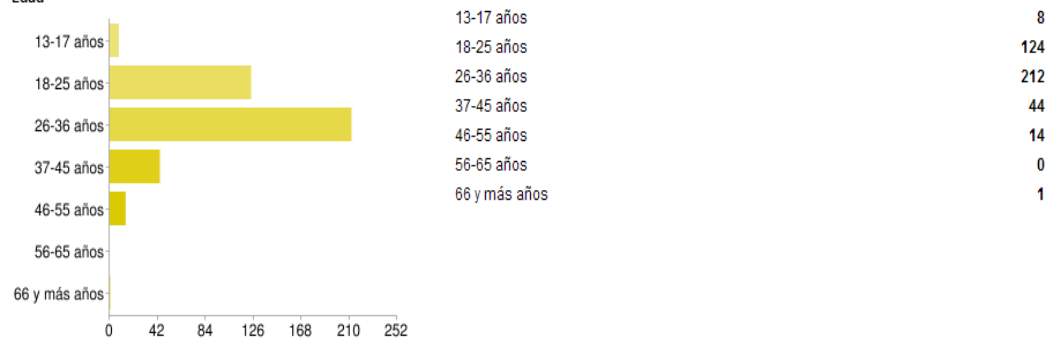 Edad
13-17 años
18-25 años
26-36 años
37-45 años
46-55 años
56-65 años
66 y más años
0 42 84 126 168 210 252
13-17 años 8
18-25 años 124
26-36 años 212
37-45 años 44
46-55 años 14
56-65 años 0
66 y más años 1